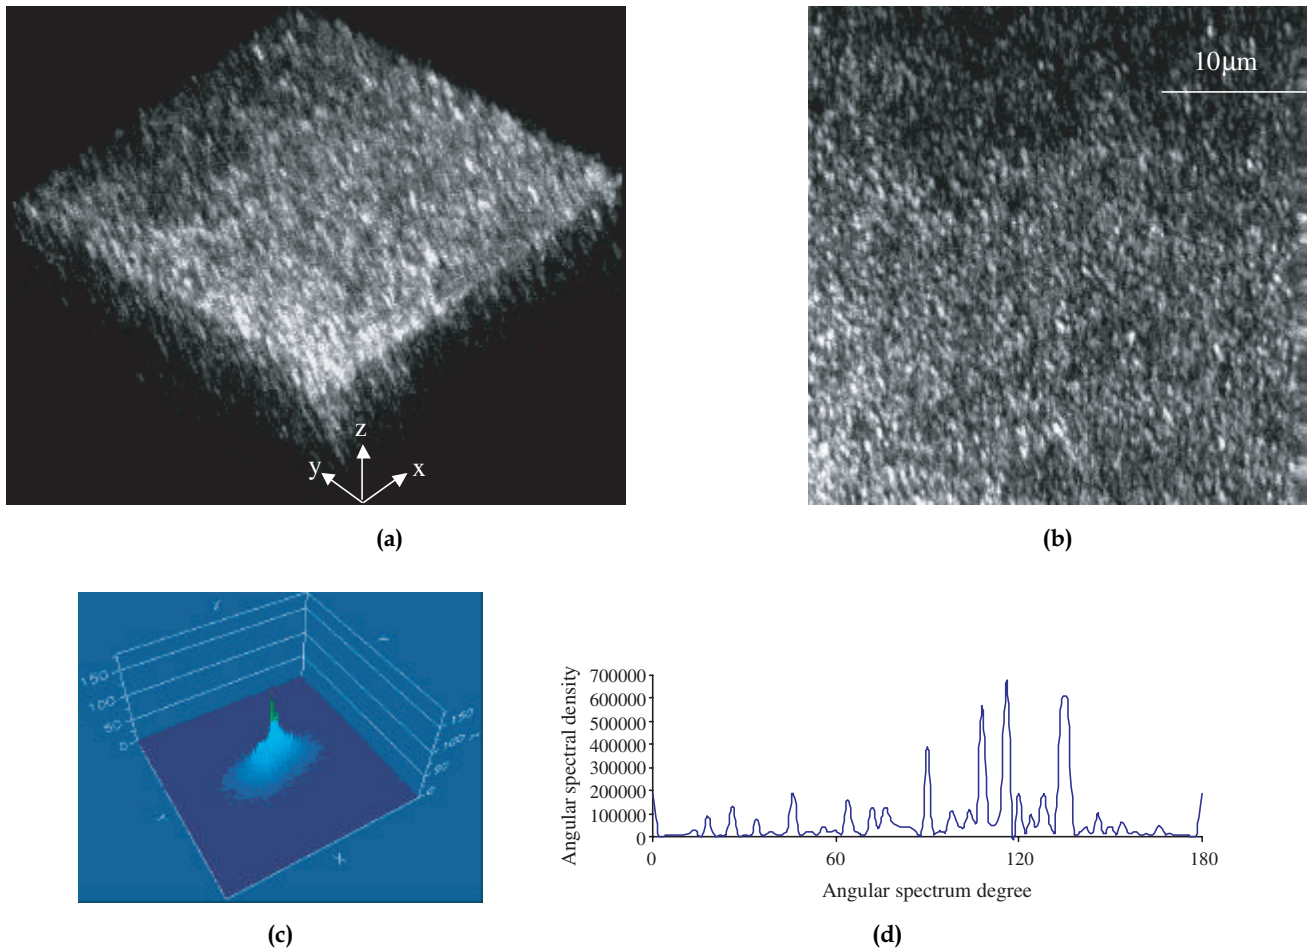 10µm
z
y
x
(a)
(b)
150
100
50
0
150
100
50
0
X
(c)
Angular spectral density
700000
600000
500000
400000
300000
200000
100000
0
0
60
120
180
Angular spectrum degree
(d)